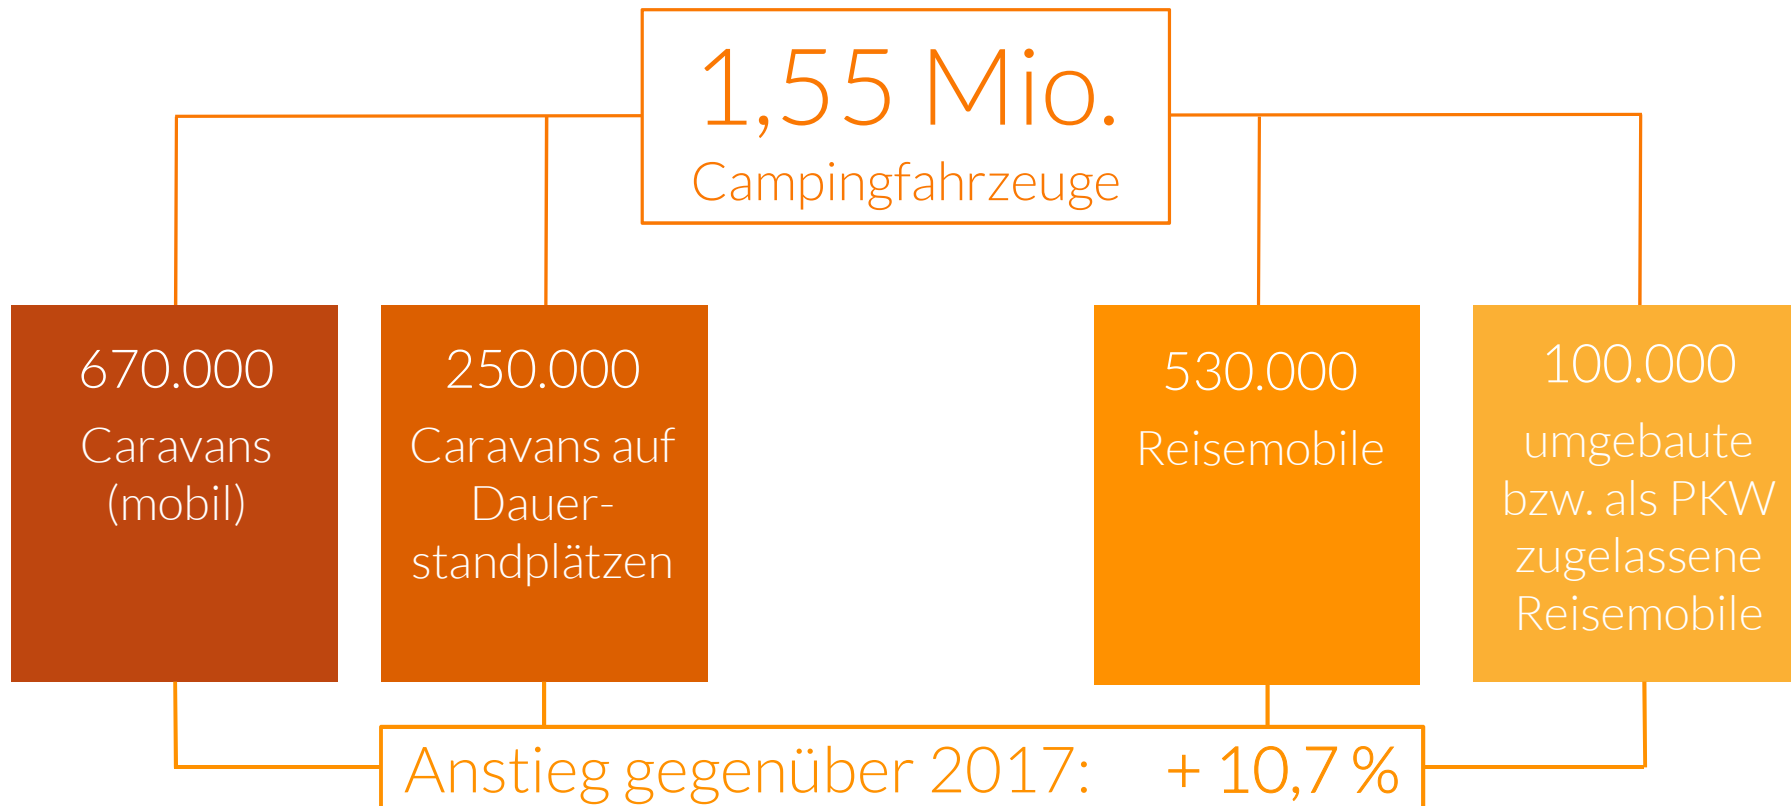 1,55 Mio.
Campingfahrzeuge
670.000
Caravans
(mobil)
250.000
Caravans auf
Dauer-
standplätzen
530.000
Reisemobile
100.000
umgebaute
bzw. als PKW
zugelassene
Reisemobile
Anstieg gegenüber 2017: + 10,7 %